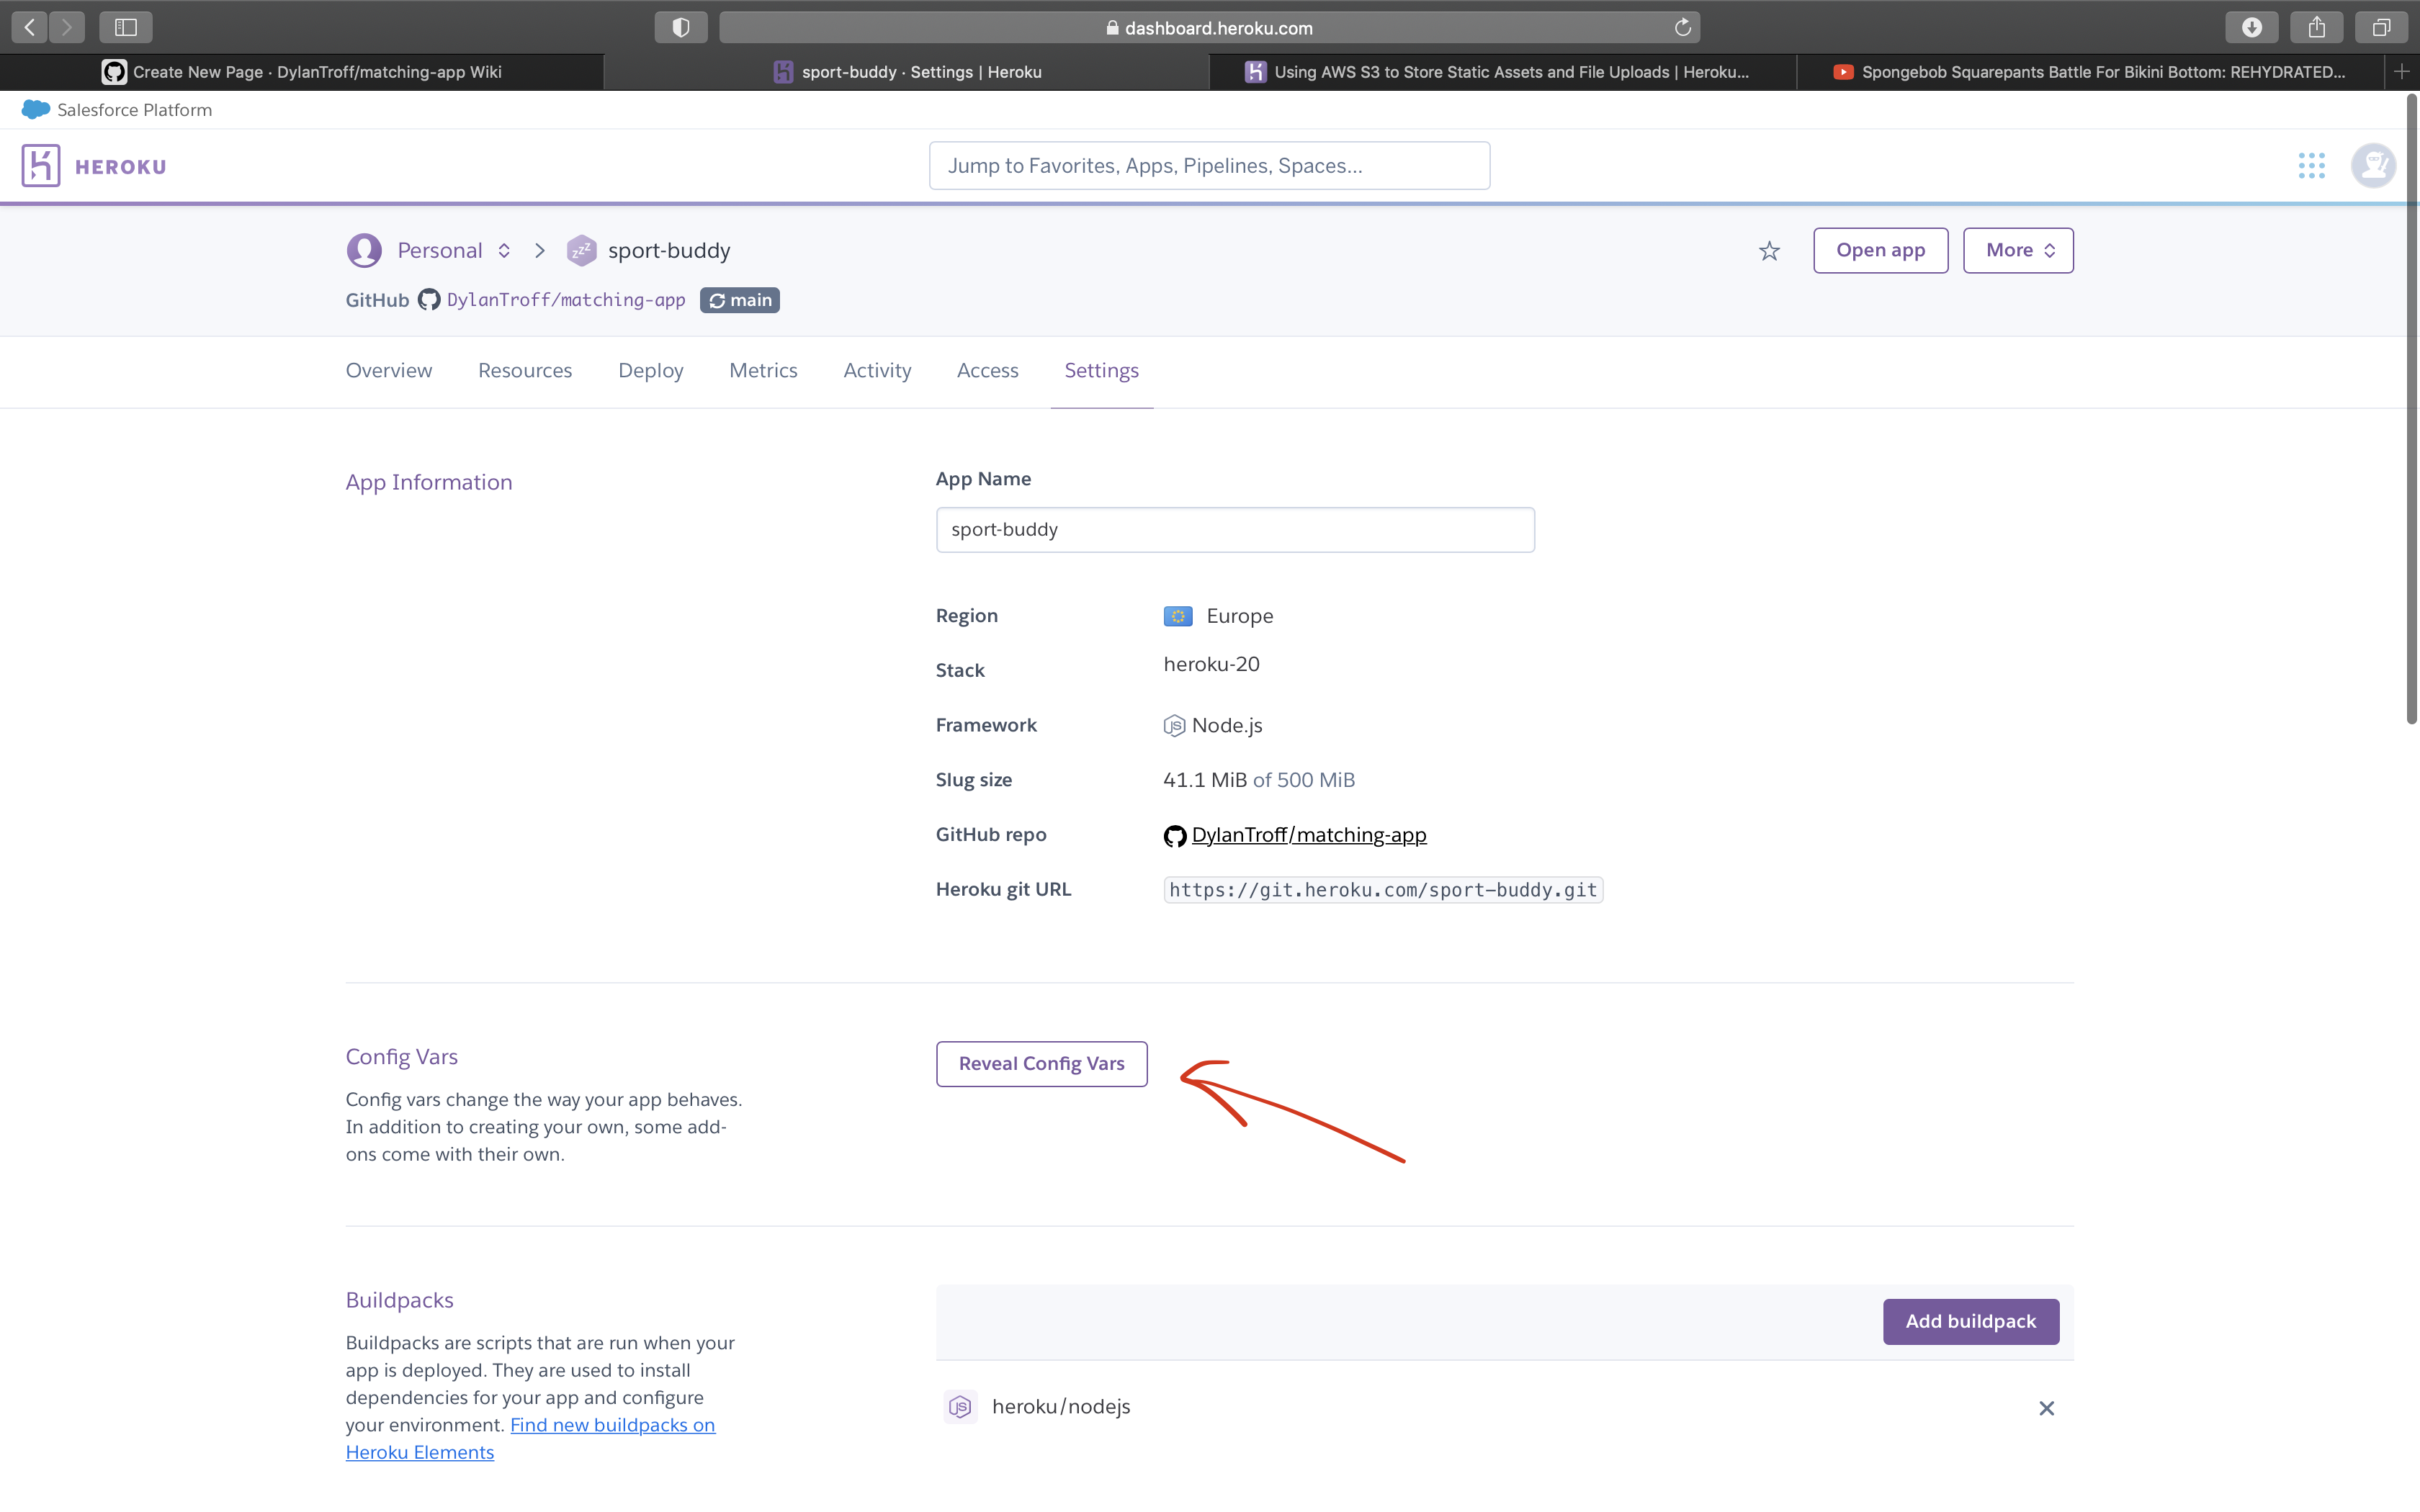 dashboard.heroku.com
Create New Page · DylanTroff/matching-app Wiki
sport-buddy · Settings | Heroku
Using AWS S3 to Store Static Assets and File Uploads | Heroku...
Spongebob Squarepants Battle For Bikini Bottom: REHYDRATED...
Salesforce Platform
HEROKU
Jump to Favorites, Apps, Pipelines, Spaces...
Personal
zzz
sport-buddy
Open app
More
GitHub DylanTroff/matching-app main
Overview
Resources
Deploy
Metrics
Activity
Access
Settings
App Information
App Name
sport-buddy
Region
Europe
Stack
heroku-20
Framework
JS Node.js
Slug size
41.1 MiB of 500 MiB
GitHub repo
DylanTroff/matching-app
Heroku git URL
https://git.heroku.com/sport-buddy.git
Config Vars
Config vars change the way your app behaves.
In addition to creating your own, some add-
ons come with their own.
Reveal Config Vars
Buildpacks
Buildpacks are scripts that are run when your
app is deployed. They are used to install
dependencies for your app and configure
your environment. Find new buildpacks on
Heroku Elements
Add buildpack
JS heroku/nodejs